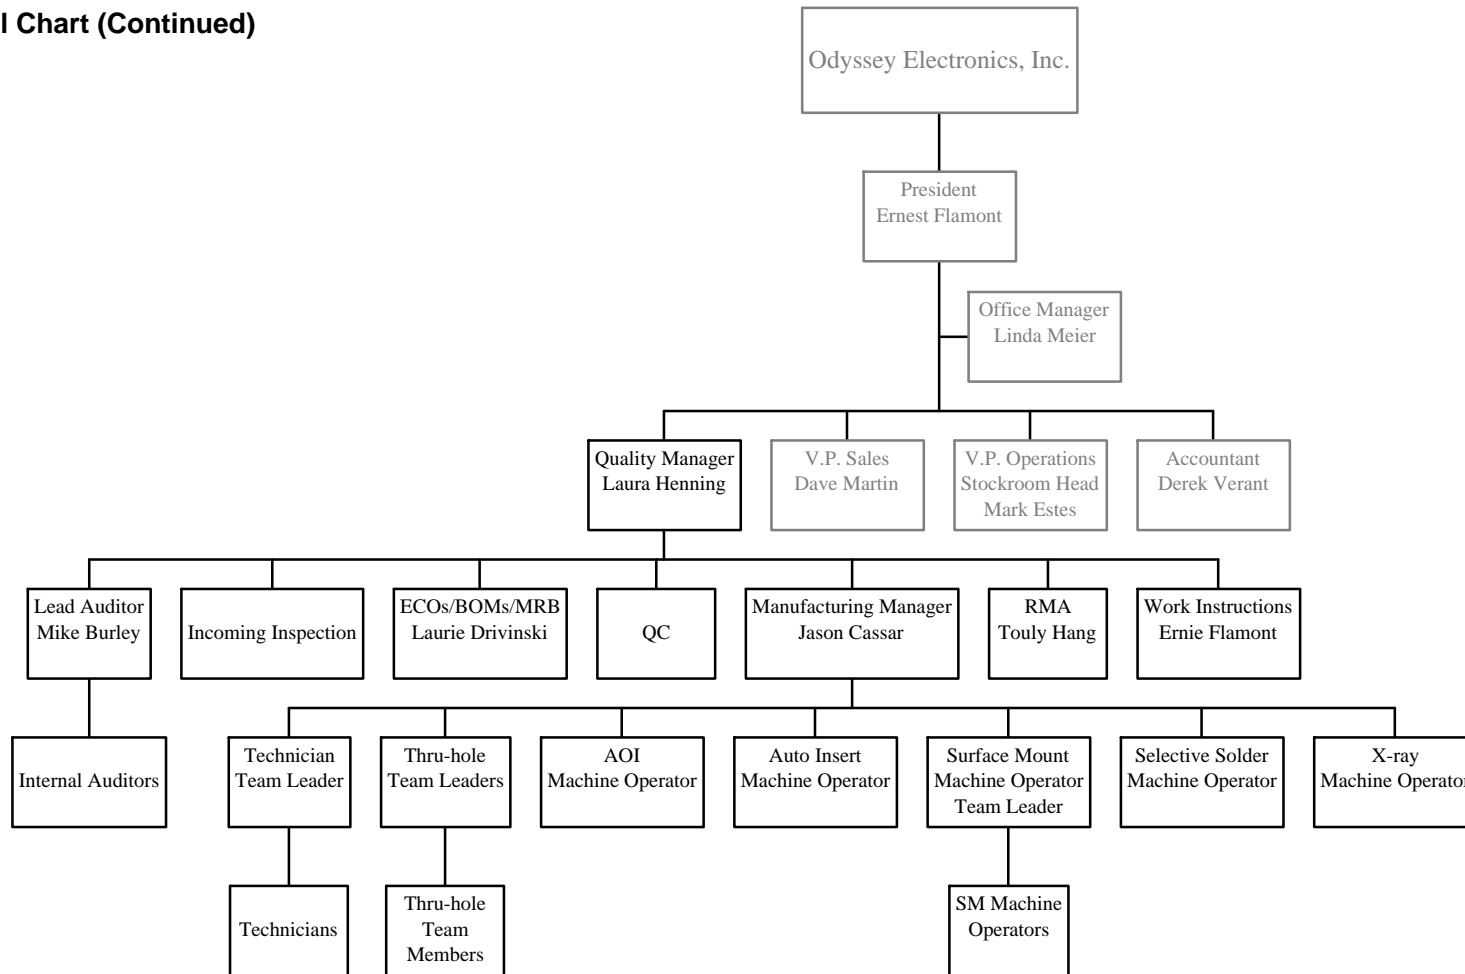 l Chart (Continued)
Odyssey Electronics, Inc.
President
Ernest Flamont
Office Manager
Linda Meier
Quality Manager
Laura Henning
V.P. Sales
Dave Martin
V.P. Operations
Stockroom Head
Mark Estes
Accountant
Derek Verant
Lead Auditor
Mike Burley
Incoming Inspection
ECOs/BOMs/MRB
Laurie Drivinski
QC
Manufacturing Manager
Jason Cassar
RMA
Touly Hang
Work Instructions
Ernie Flamont
Internal Auditors
Technician
Team Leader
Thru-hole
Team Leaders
AOI
Machine Operator
Auto Insert
Machine Operator
Surface Mount
Machine Operator
Team Leader
Selective Solder
Machine Operator
X-ray
Machine Operator
Technicians
Thru-hole
Team
Members
SM Machine
Operators